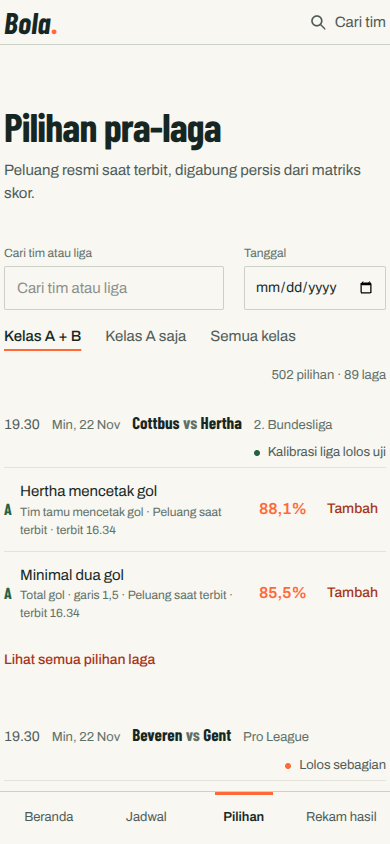 Bola.
Cari tim
Pilihan pra-laga
Peluang resmi saat terbit, digabung persis dari matriks
skor.
Cari tim atau liga
Tanggal
Cari tim atau liga
mm/dd/yyyy
Kelas A + B
Kelas A saja
Semua kelas
502 pilihan · 89 laga
19.30 Min, 22 Nov Cottbus vs Hertha 2. Bundesliga
Kalibrasi liga lolos uji
Hertha mencetak gol
A Tim tamu mencetak gol · Peluang saat
terbit · terbit 16.34
88,1%
Tambah
Minimal dua gol
A Total gol · garis 1,5 · Peluang saat terbit ·
terbit 16.34
85,5%
Tambah
Lihat semua pilihan laga
19.30 Min, 22 Nov Beveren vs Gent Pro League
Lolos sebagian
Beranda
Jadwal
Pilihan
Rekam hasil